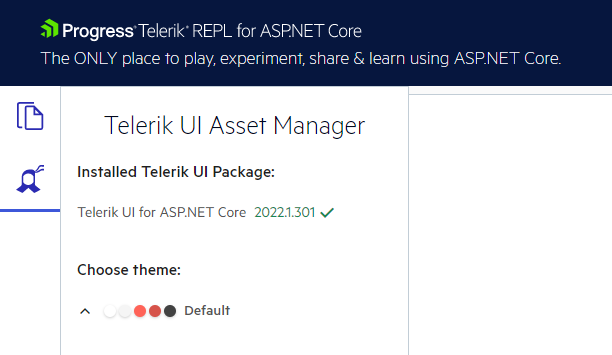 Progress® Telerik® REPL for ASP.NET Core
The ONLY place to play, experiment, share & learn using ASP.NET Core.
Telerik UI Asset Manager
Installed Telerik UI Package:
Telerik UI for ASP.NET Core 2022.1.301
Choose theme:
Default